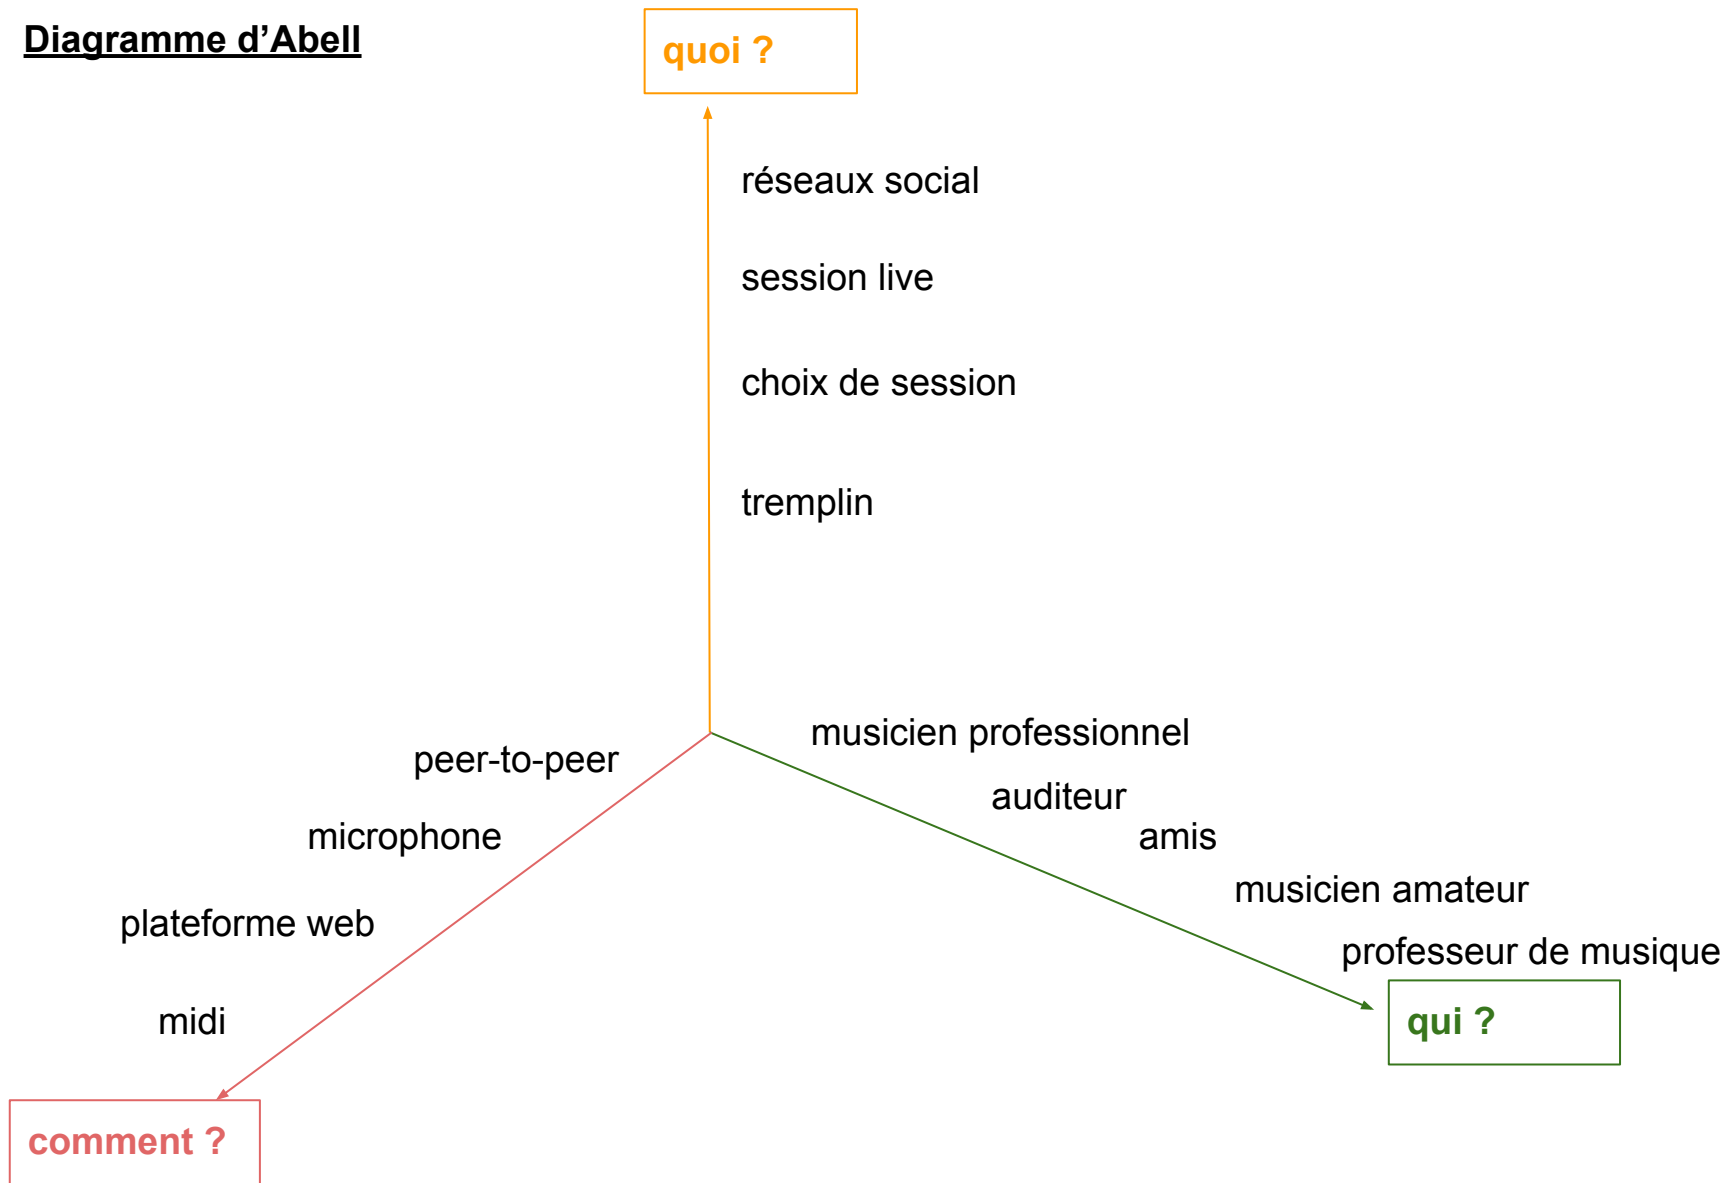 Diagramme d’Abell
quoi ?
réseaux social
session live
choix de session
tremplin
musicien professionnel
auditeur
amis
musicien amateur
professeur de musique
qui ?
peer-to-peer
microphone
plateforme web
midi
comment ?